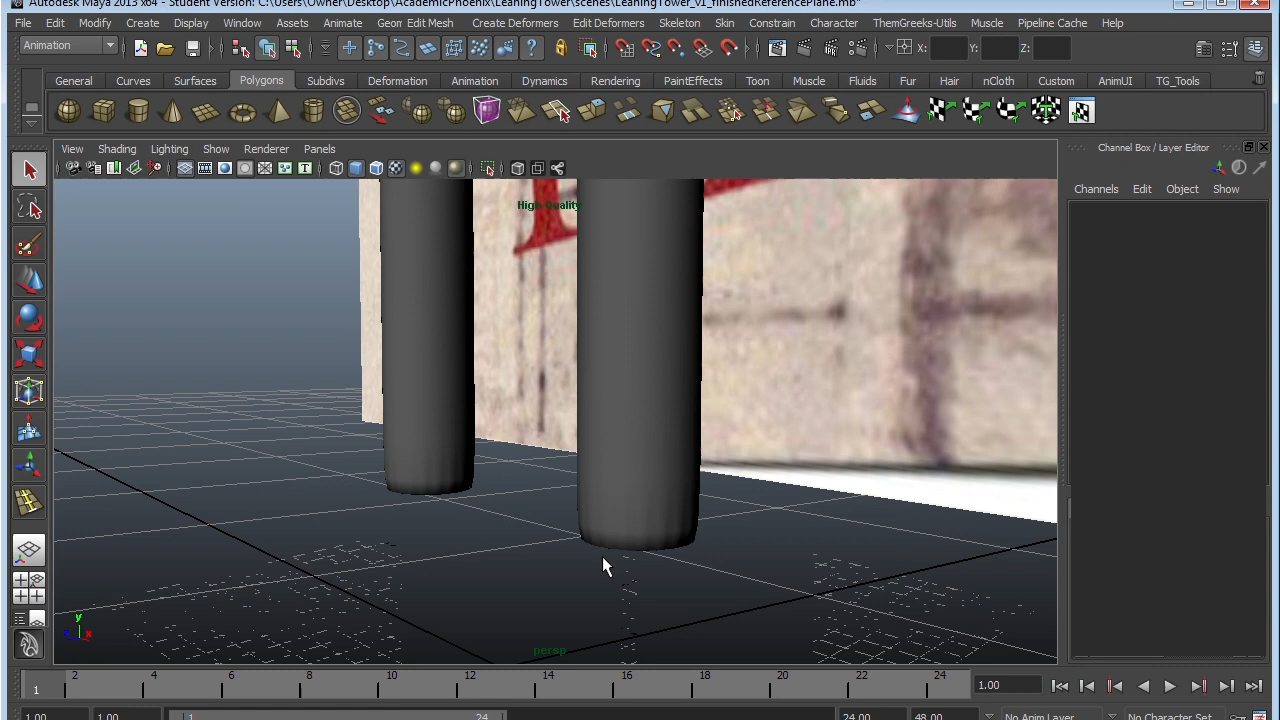 Autodesk Maya 2013 x64 - Student Version: C:\Users\Owner\Desktop\AcademicPhoenix\LeaningTower\scenes\LeaningTower_v1_finishedReferencePlane.mb*
File Edit Modify Create Display Window Assets Animate Geo Edit Mech Create Deformers Edit Deformers Skeleton Skin Constrain Character ThemGreeks-Utils Muscle Pipeline Cache Help
Animation X: Y: Z:
General Curves Surfaces Polygons Subdivs Deformation Animation Dynamics Rendering PaintEffects Toon Muscle Fluids Fur Hair nCloth Custom AnimUI TG_Tools
View Shading Lighting Show Renderer Panels
Channel Box / Layer Editor
Channels Edit Object Show
High Quality
y
x
persp
2 4 6 8 10 12 14 16 18 20 22 24
1
1.00
1.00 1.00 1 24 24.00 48.00 No Anim Layer No Character Set